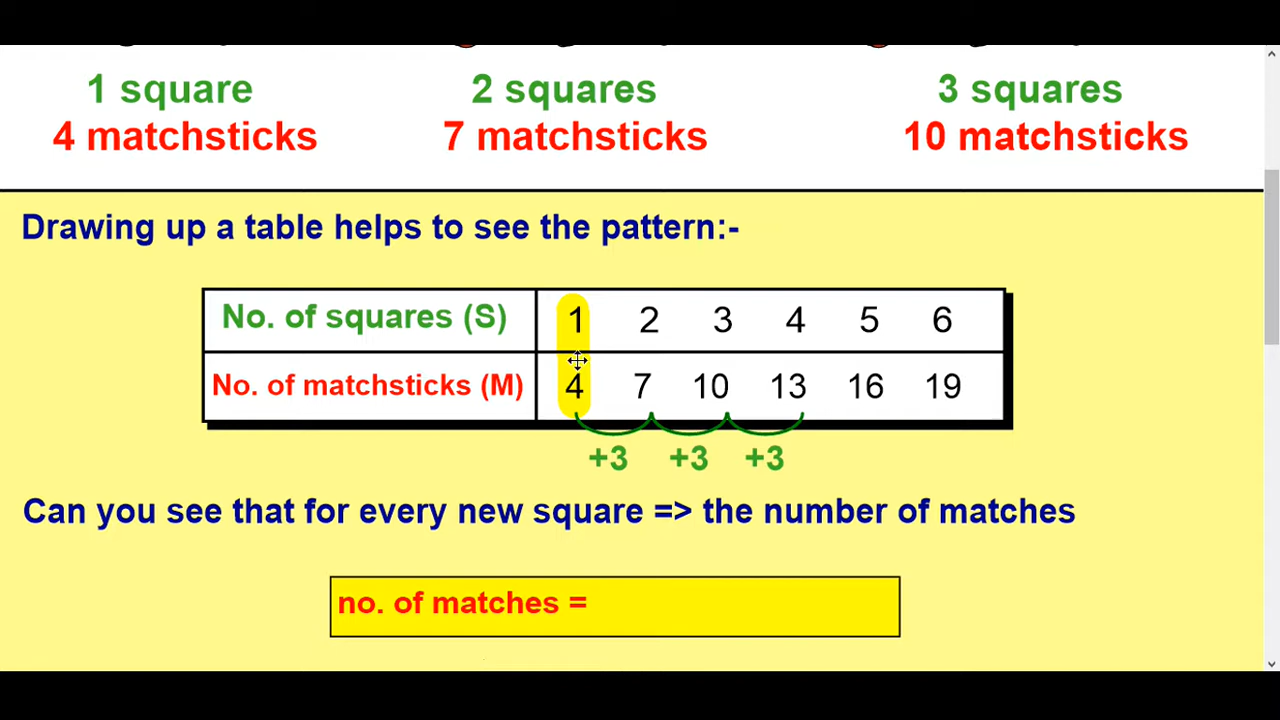 1 square 2 squares 3 squares
4 matchsticks 7 matchsticks 10 matchsticks
Drawing up a table helps to see the pattern:-
No. of squares (S) 1 2 3 4 5 6
No. of matchsticks (M) 4 7 10 13 16 19
+3 +3 +3
Can you see that for every new square => the number of matches
no. of matches =